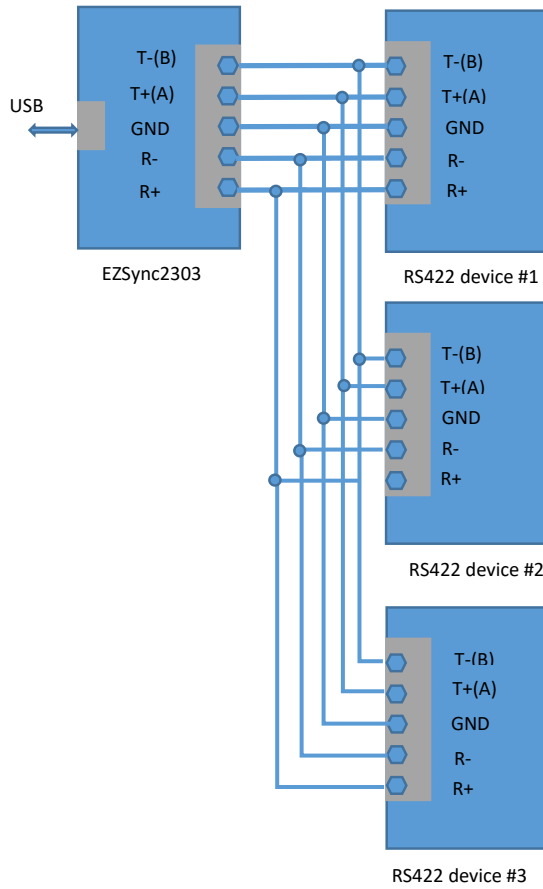 USB
T-(B)
T+(A)
GND
R-
R+
EZSync2303
T-(B)
T+(A)
GND
R-
R+
RS422 device #1
T-(B)
T+(A)
GND
R-
R+
RS422 device #2
T-(B)
T+(A)
GND
R-
R+
RS422 device #3